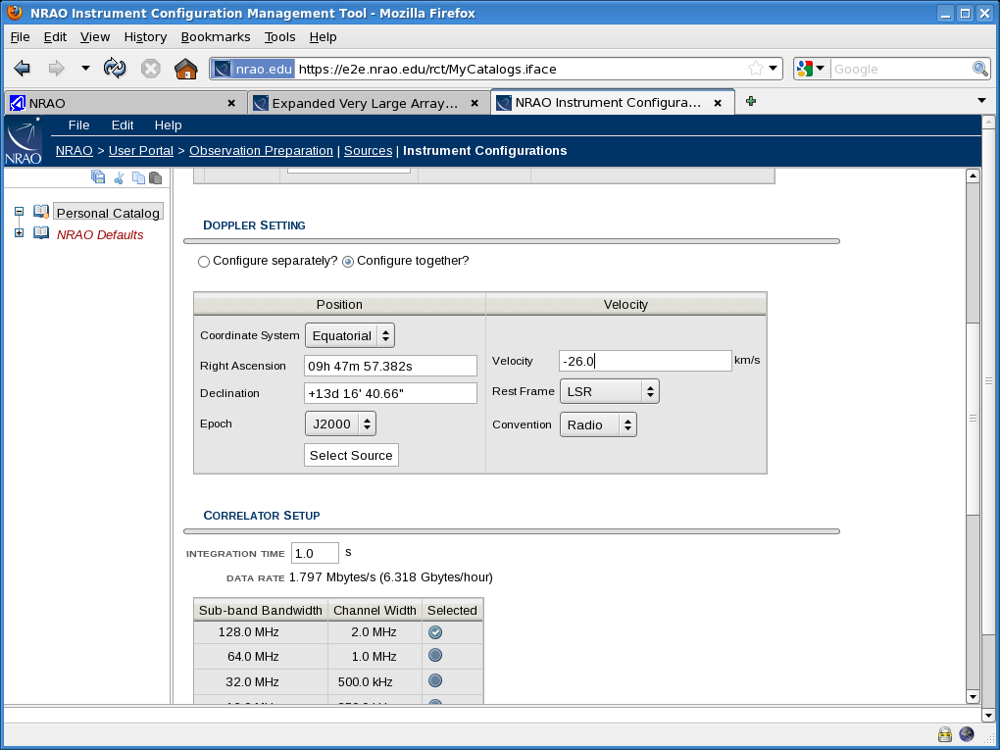 NRAO Instrument Configuration Management Tool - Mozilla Firefox
File Edit View History Bookmarks Tools Help
nrao.edu https://e2e.nrao.edu/rct/MyCatalogs.iface Google
NRAO Expanded Very Large Array... NRAO Instrument Configura...
File Edit Help
NRAO
NRAO > User Portal > Observation Preparation | Sources | Instrument Configurations
Personal Catalog
NRAO Defaults
DOPPLER SETTING
Configure separately? Configure together?
Position Velocity
Coordinate System Equatorial
Right Ascension 09h 47m 57.382s
Declination +13d 16' 40.66"
Epoch J2000
Select Source
Velocity -26.0 km/s
Rest Frame LSR
Convention Radio
CORRELATOR SETUP
INTEGRATION TIME 1.0 s
DATA RATE 1.797 Mbytes/s (6.318 Gbytes/hour)
Sub-band Bandwidth Channel Width Selected
128.0 MHz 2.0 MHz
64.0 MHz 1.0 MHz
32.0 MHz 500.0 kHz